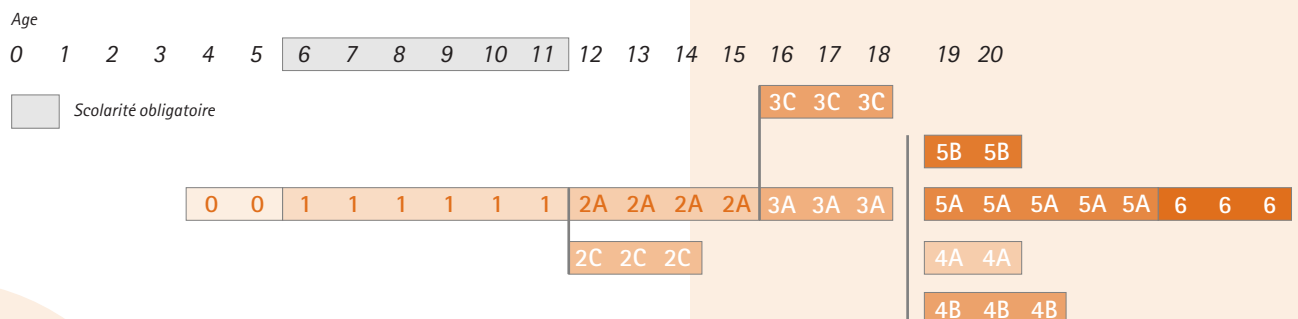 Age
0 1 2 3 4 5 6 7 8 9 10 11 12 13 14 15 16 17 18 19 20
3C 3C 3C
Scolarité obligatoire
5B 5B
0 0 1 1 1 1 1 1 2A 2A 2A 2A 3A 3A 3A 5A 5A 5A 5A 5A 6 6 6
2C 2C 2C 4A 4A
4B 4B 4B